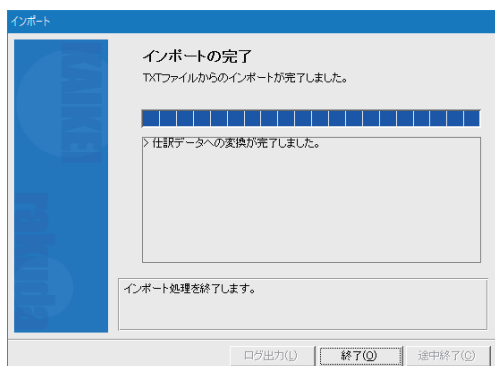 インポート
インポートの完了
TXTファイルからのインポートが完了しました。
> 仕訳データへの変換が完了しました。
インポート処理を終了します。
ログ出力(L)
終了(O)
途中終了(C)
KAIKEI
rakuda